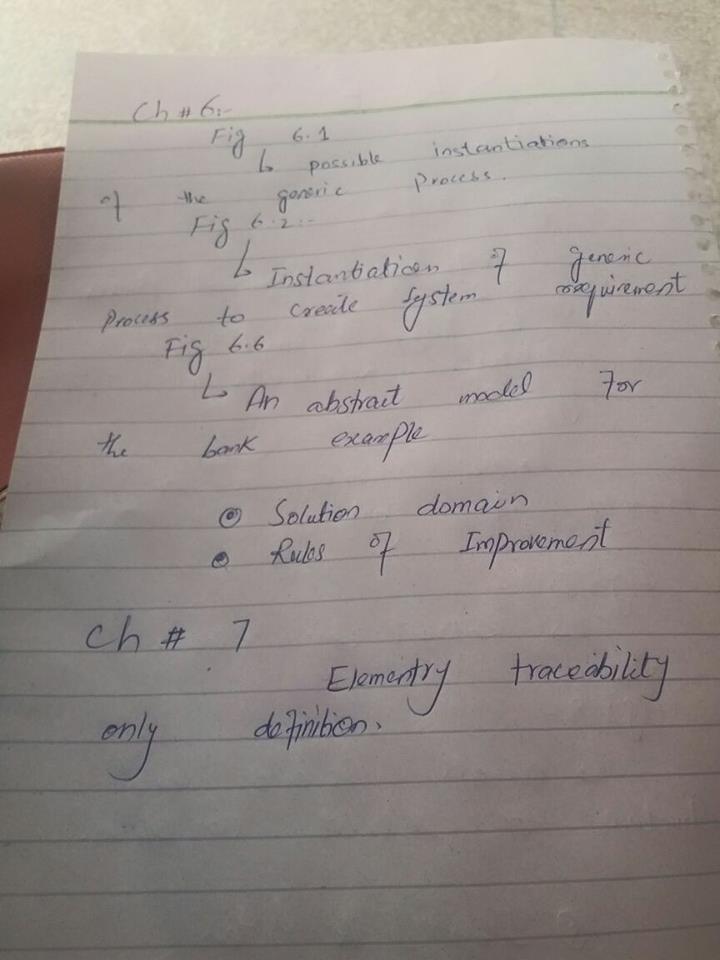 Ch # 6:-
Fig 6.1
↳ possible instantiations
of the generic process.
Fig 6.2:-
↳ Instantiation of generic
process to create system requirement
Fig 6.6
↳ An abstract model for
the bank example
Solution domain
Rules of Improvement
Ch # 7
Elementry traceability
only definition.